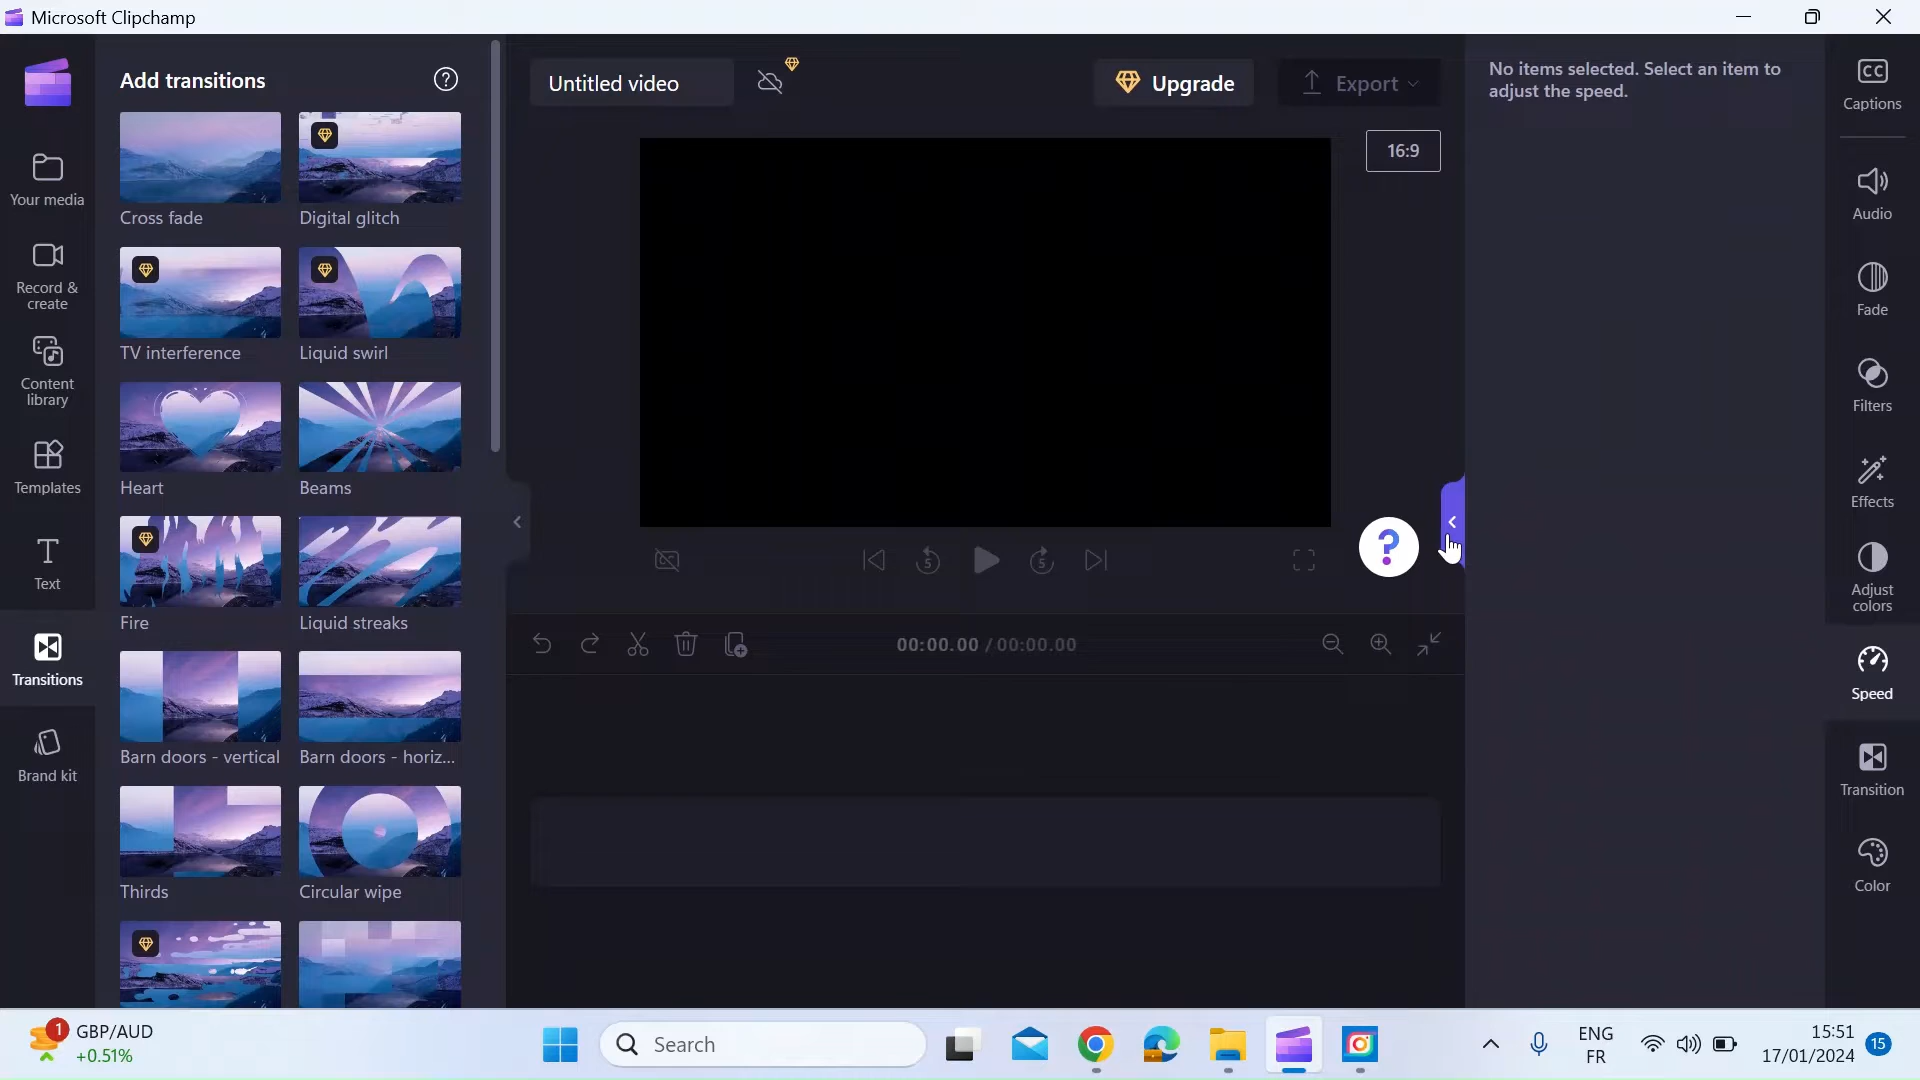 Microsoft Clipchamp
Your media
Record &
create
Content
library
Templates
Text
Transitions
Brand kit
Add transitions
Cross fade
Digital glitch
TV interference
Liquid swirl
Heart
Beams
Fire
Liquid streaks
Barn doors - vertical
Barn doors - horiz...
Thirds
Circular wipe
Untitled video
Upgrade
Export
16:9
5
5
?
00:00.00 / 00:00.00
No items selected. Select an item to
adjust the speed.
CC
Captions
Audio
Fade
Filters
Effects
Adjust
colors
Speed
Transition
Color
1
GBP/AUD
+0.51%
Search
ENG
FR
15:51
17/01/2024
15